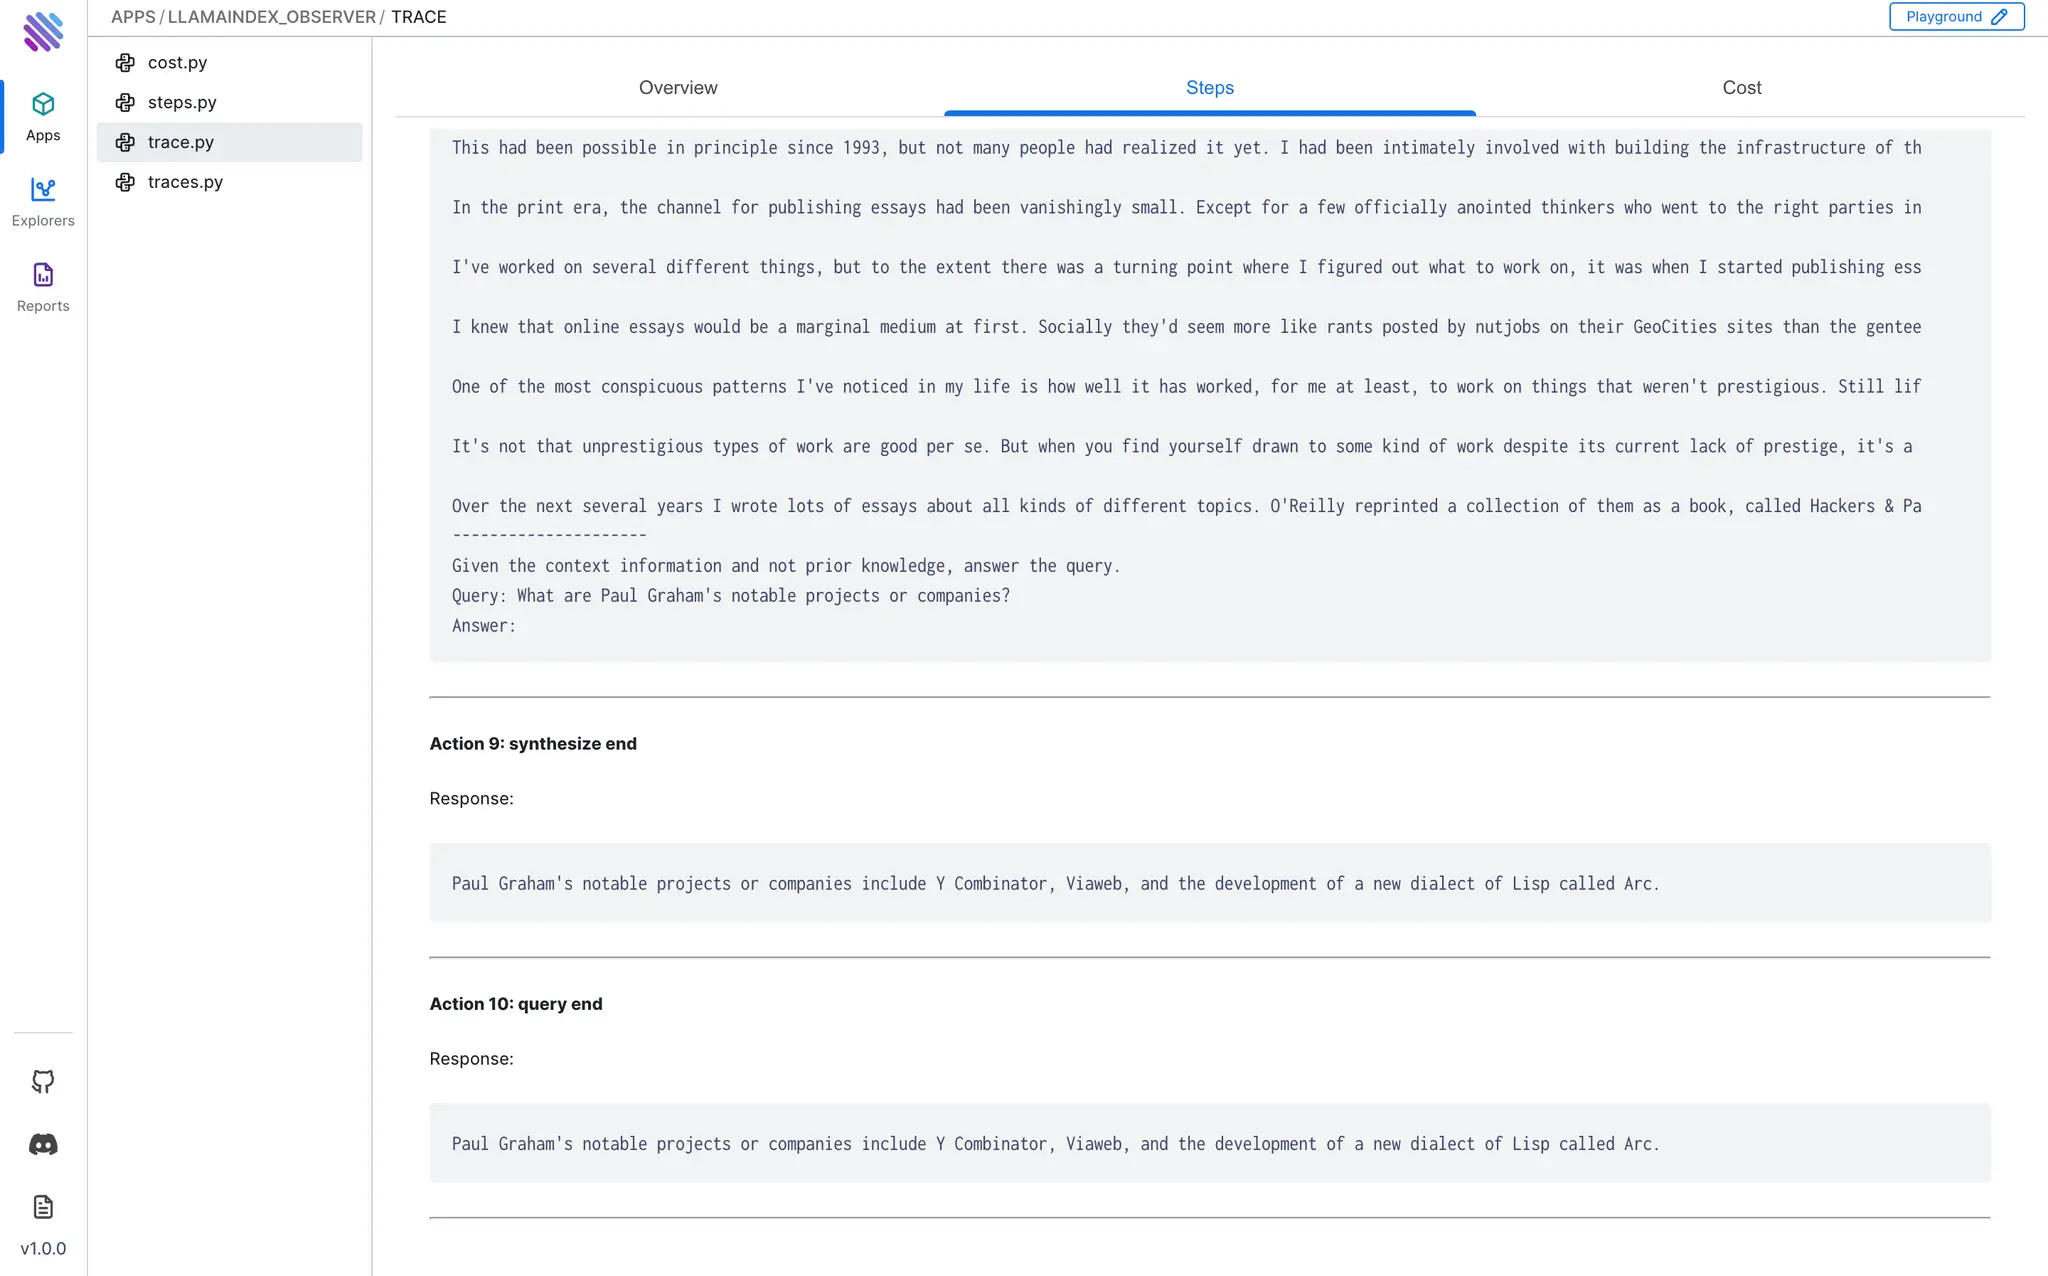 APPS / LLAMAINDEX_OBSERVER / TRACE
Playground
Apps
Explorers
Reports
v1.0.0
cost.py
steps.py
trace.py
traces.py
Overview
Steps
Cost
This had been possible in principle since 1993, but not many people had realized it yet. I had been intimately involved with building the infrastructure of th
In the print era, the channel for publishing essays had been vanishingly small. Except for a few officially anointed thinkers who went to the right parties in
I've worked on several different things, but to the extent there was a turning point where I figured out what to work on, it was when I started publishing ess
I knew that online essays would be a marginal medium at first. Socially they'd seem more like rants posted by nutjobs on their GeoCities sites than the gentee
One of the most conspicuous patterns I've noticed in my life is how well it has worked, for me at least, to work on things that weren't prestigious. Still lif
It's not that unprestigious types of work are good per se. But when you find yourself drawn to some kind of work despite its current lack of prestige, it's a
Over the next several years I wrote lots of essays about all kinds of different topics. O'Reilly reprinted a collection of them as a book, called Hackers & Pa
---------------------
Given the context information and not prior knowledge, answer the query.
Query: What are Paul Graham's notable projects or companies?
Answer:
Action 9: synthesize end
Response:
Paul Graham's notable projects or companies include Y Combinator, Viaweb, and the development of a new dialect of Lisp called Arc.
Action 10: query end
Response:
Paul Graham's notable projects or companies include Y Combinator, Viaweb, and the development of a new dialect of Lisp called Arc.